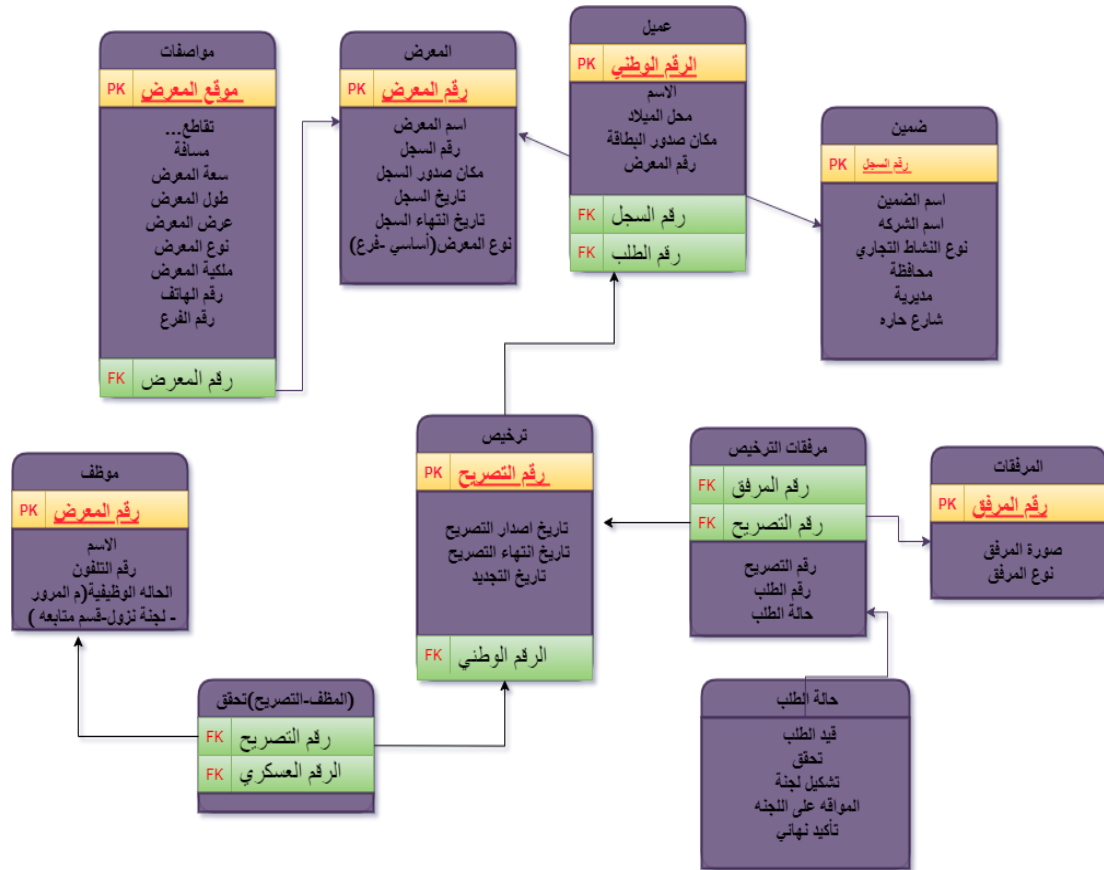 مواصفات
PK موقع المعرض
تقاطع...
مسافة
سعة المعرض
طول المعرض
عرض المعرض
نوع المعرض
ملكية المعرض
رقم الهاتف
رقم الفرع
FK رقم المعرض
المعرض
PK رقم المعرض
اسم المعرض
رقم السجل
مكان صدور السجل
تاريخ السجل
تاريخ انتهاء السجل
نوع المعرض(أساسي -فرع)
عميل
PK الرقم الوطني
الاسم
محل الميلاد
مكان صدور البطاقة
رقم المعرض
FK رقم السجل
FK رقم الطلب
ضمين
PK رقم السجل
اسم الضمين
اسم الشركه
نوع النشاط التجاري
محافظة
مديرية
شارع حاره
موظف
PK رقم المعرض
الاسم
رقم التلفون
الحاله الوظيفية(م المرور
- لجنة نزول-قسم متابعه )
ترخيص
PK رقم التصريح
تاريخ اصدار التصريح
تاريخ انتهاء التصريح
تاريخ التجديد
FK الرقم الوطني
مرفقات الترخيص
FK رقم المرفق
FK رقم التصريح
رقم التصريح
رقم الطلب
حالة الطلب
المرفقات
PK رقم المرفق
صورة المرفق
نوع المرفق
(المظف-التصريح)تحقق
FK رقم التصريح
FK الرقم العسكري
حالة الطلب
قيد الطلب
تحقق
تشكيل لجنة
المواقه على اللجنه
تأكيد نهائي